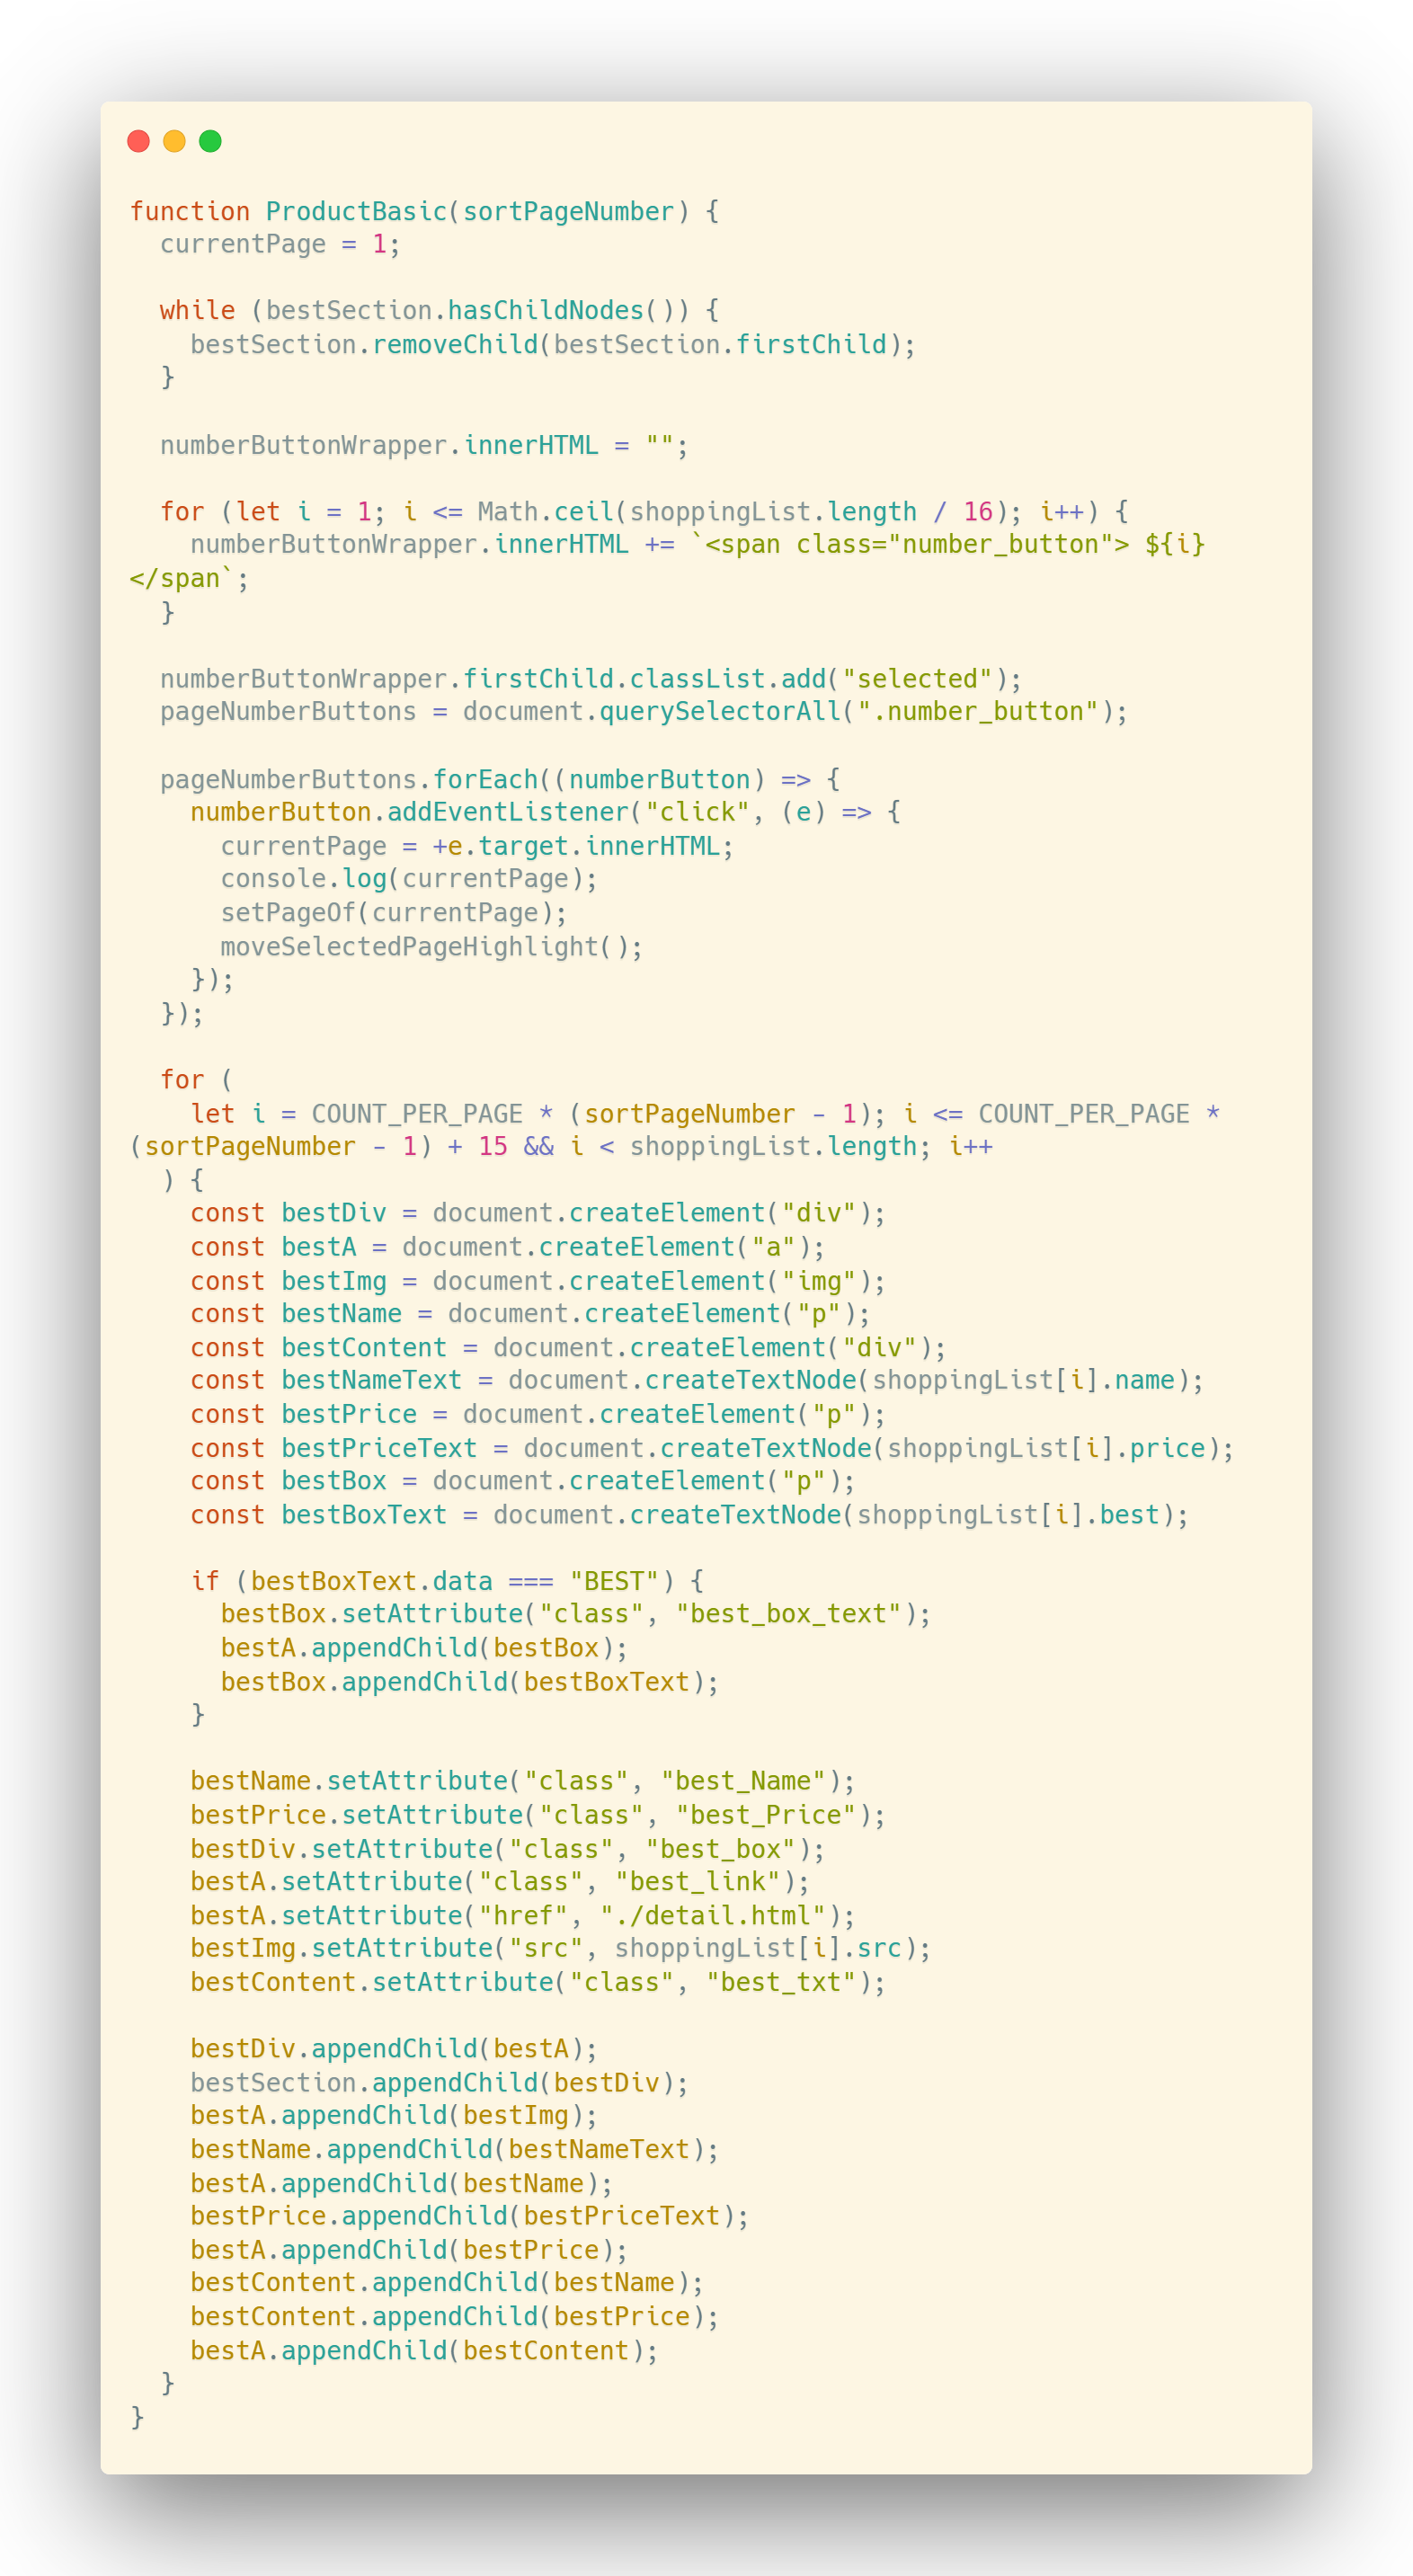 function ProductBasic(sortPageNumber) {
  currentPage = 1;

  while (bestSection.hasChildNodes()) {
    bestSection.removeChild(bestSection.firstChild);
  }

  numberButtonWrapper.innerHTML = "";

  for (let i = 1; i <= Math.ceil(shoppingList.length / 16); i++) {
    numberButtonWrapper.innerHTML += `<span class="number_button"> ${i}
</span`;
  }

  numberButtonWrapper.firstChild.classList.add("selected");
  pageNumberButtons = document.querySelectorAll(".number_button");

  pageNumberButtons.forEach((numberButton) => {
    numberButton.addEventListener("click", (e) => {
      currentPage = +e.target.innerHTML;
      console.log(currentPage);
      setPageOf(currentPage);
      moveSelectedPageHighlight();
    });
  });

  for (
    let i = COUNT_PER_PAGE * (sortPageNumber - 1); i <= COUNT_PER_PAGE *
(sortPageNumber - 1) + 15 && i < shoppingList.length; i++
  ) {
    const bestDiv = document.createElement("div");
    const bestA = document.createElement("a");
    const bestImg = document.createElement("img");
    const bestName = document.createElement("p");
    const bestContent = document.createElement("div");
    const bestNameText = document.createTextNode(shoppingList[i].name);
    const bestPrice = document.createElement("p");
    const bestPriceText = document.createTextNode(shoppingList[i].price);
    const bestBox = document.createElement("p");
    const bestBoxText = document.createTextNode(shoppingList[i].best);

    if (bestBoxText.data === "BEST") {
      bestBox.setAttribute("class", "best_box_text");
      bestA.appendChild(bestBox);
      bestBox.appendChild(bestBoxText);
    }

    bestName.setAttribute("class", "best_Name");
    bestPrice.setAttribute("class", "best_Price");
    bestDiv.setAttribute("class", "best_box");
    bestA.setAttribute("class", "best_link");
    bestA.setAttribute("href", "./detail.html");
    bestImg.setAttribute("src", shoppingList[i].src);
    bestContent.setAttribute("class", "best_txt");

    bestDiv.appendChild(bestA);
    bestSection.appendChild(bestDiv);
    bestA.appendChild(bestImg);
    bestName.appendChild(bestNameText);
    bestA.appendChild(bestName);
    bestPrice.appendChild(bestPriceText);
    bestA.appendChild(bestPrice);
    bestContent.appendChild(bestName);
    bestContent.appendChild(bestPrice);
    bestA.appendChild(bestContent);
  }
}